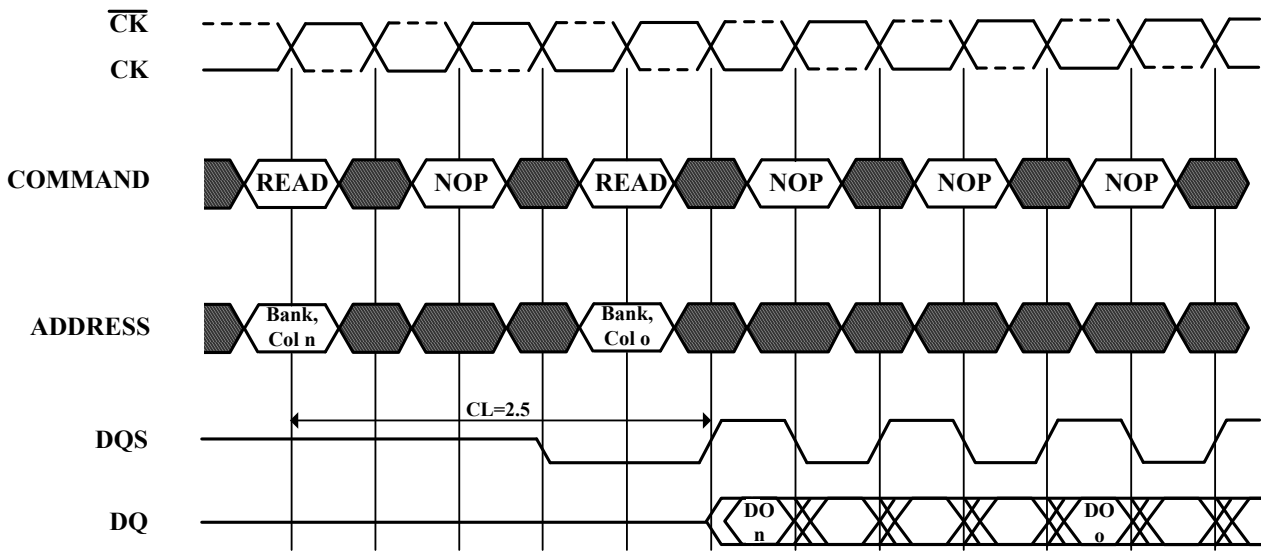 CK
CK
COMMAND
READ NOP READ NOP NOP NOP
ADDRESS
Bank,
Col n
Bank,
Col o
CL=2.5
DQS
DQ
DO
n
DO
o